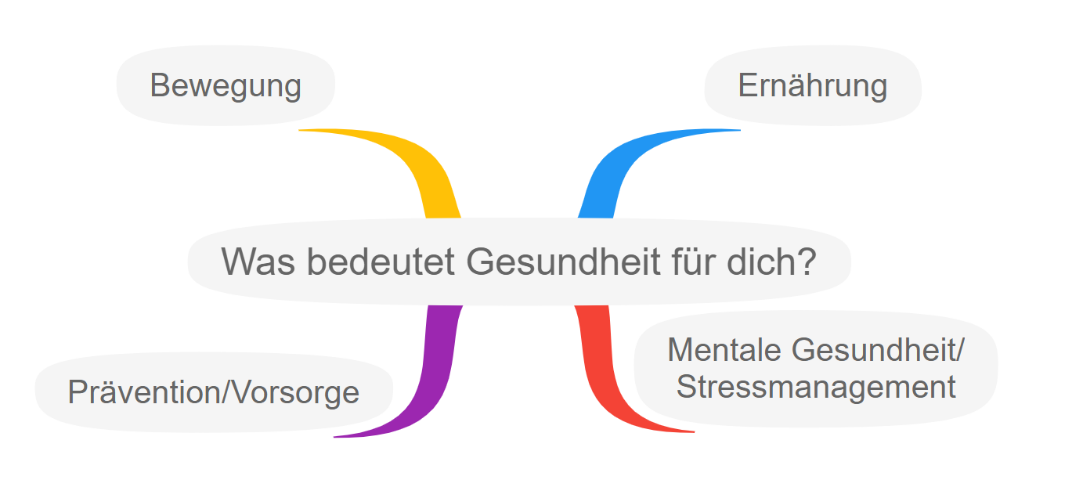 Bewegung
Ernährung
Was bedeutet Gesundheit für dich?
Prävention/Vorsorge
Mentale Gesundheit/
Stressmanagement